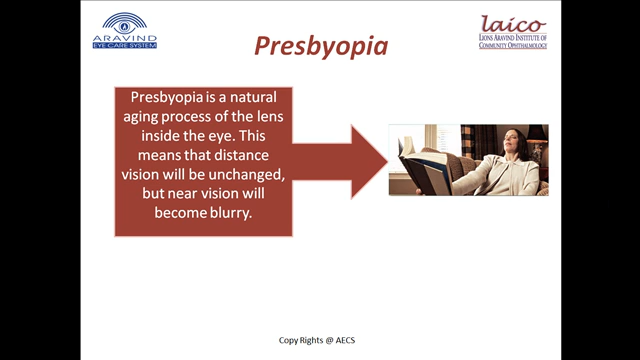 ARAVIND
EYE CARE SYSTEM
laico
LIONS ARAVIND INSTITUTE OF
COMMUNITY OPHTHALMOLOGY
Presbyopia
Presbyopia is a natural
aging process of the lens
inside the eye. This
means that distance
vision will be unchanged,
but near vision will
become blurry.
Copy Rights @ AECS